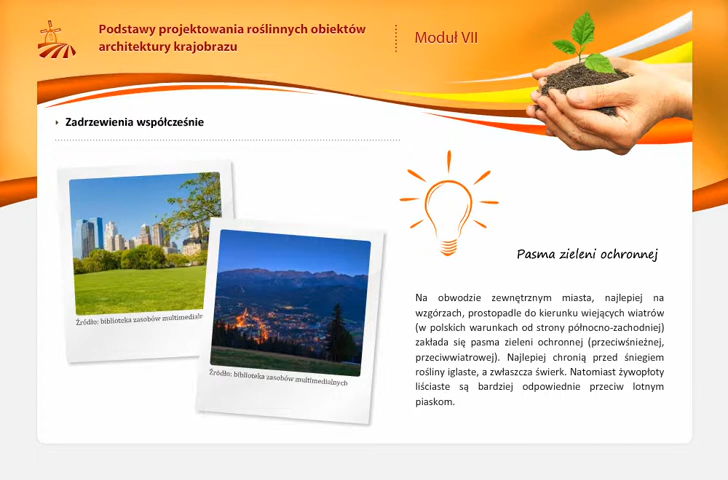 Podstawy projektowania roślinnych obiektów
architektury krajobrazu
Moduł VII
Zadrzewienia współcześnie
Źródło: biblioteka zasobów multimedialn
Źródło: biblioteka zasobów multimedialnych
Pasma zieleni ochronnej
Na obwodzie zewnętrznym miasta, najlepiej na
wzgórzach, prostopadle do kierunku wiejących wiatrów
(w polskich warunkach od strony północno-zachodniej)
zakłada się pasma zieleni ochronnej (przeciwśnieżnej,
przeciwwiatrowej). Najlepiej chronią przed śniegiem
rośliny iglaste, a zwłaszcza świerk. Natomiast żywopłoty
liściaste są bardziej odpowiednie przeciw lotnym
piaskom.